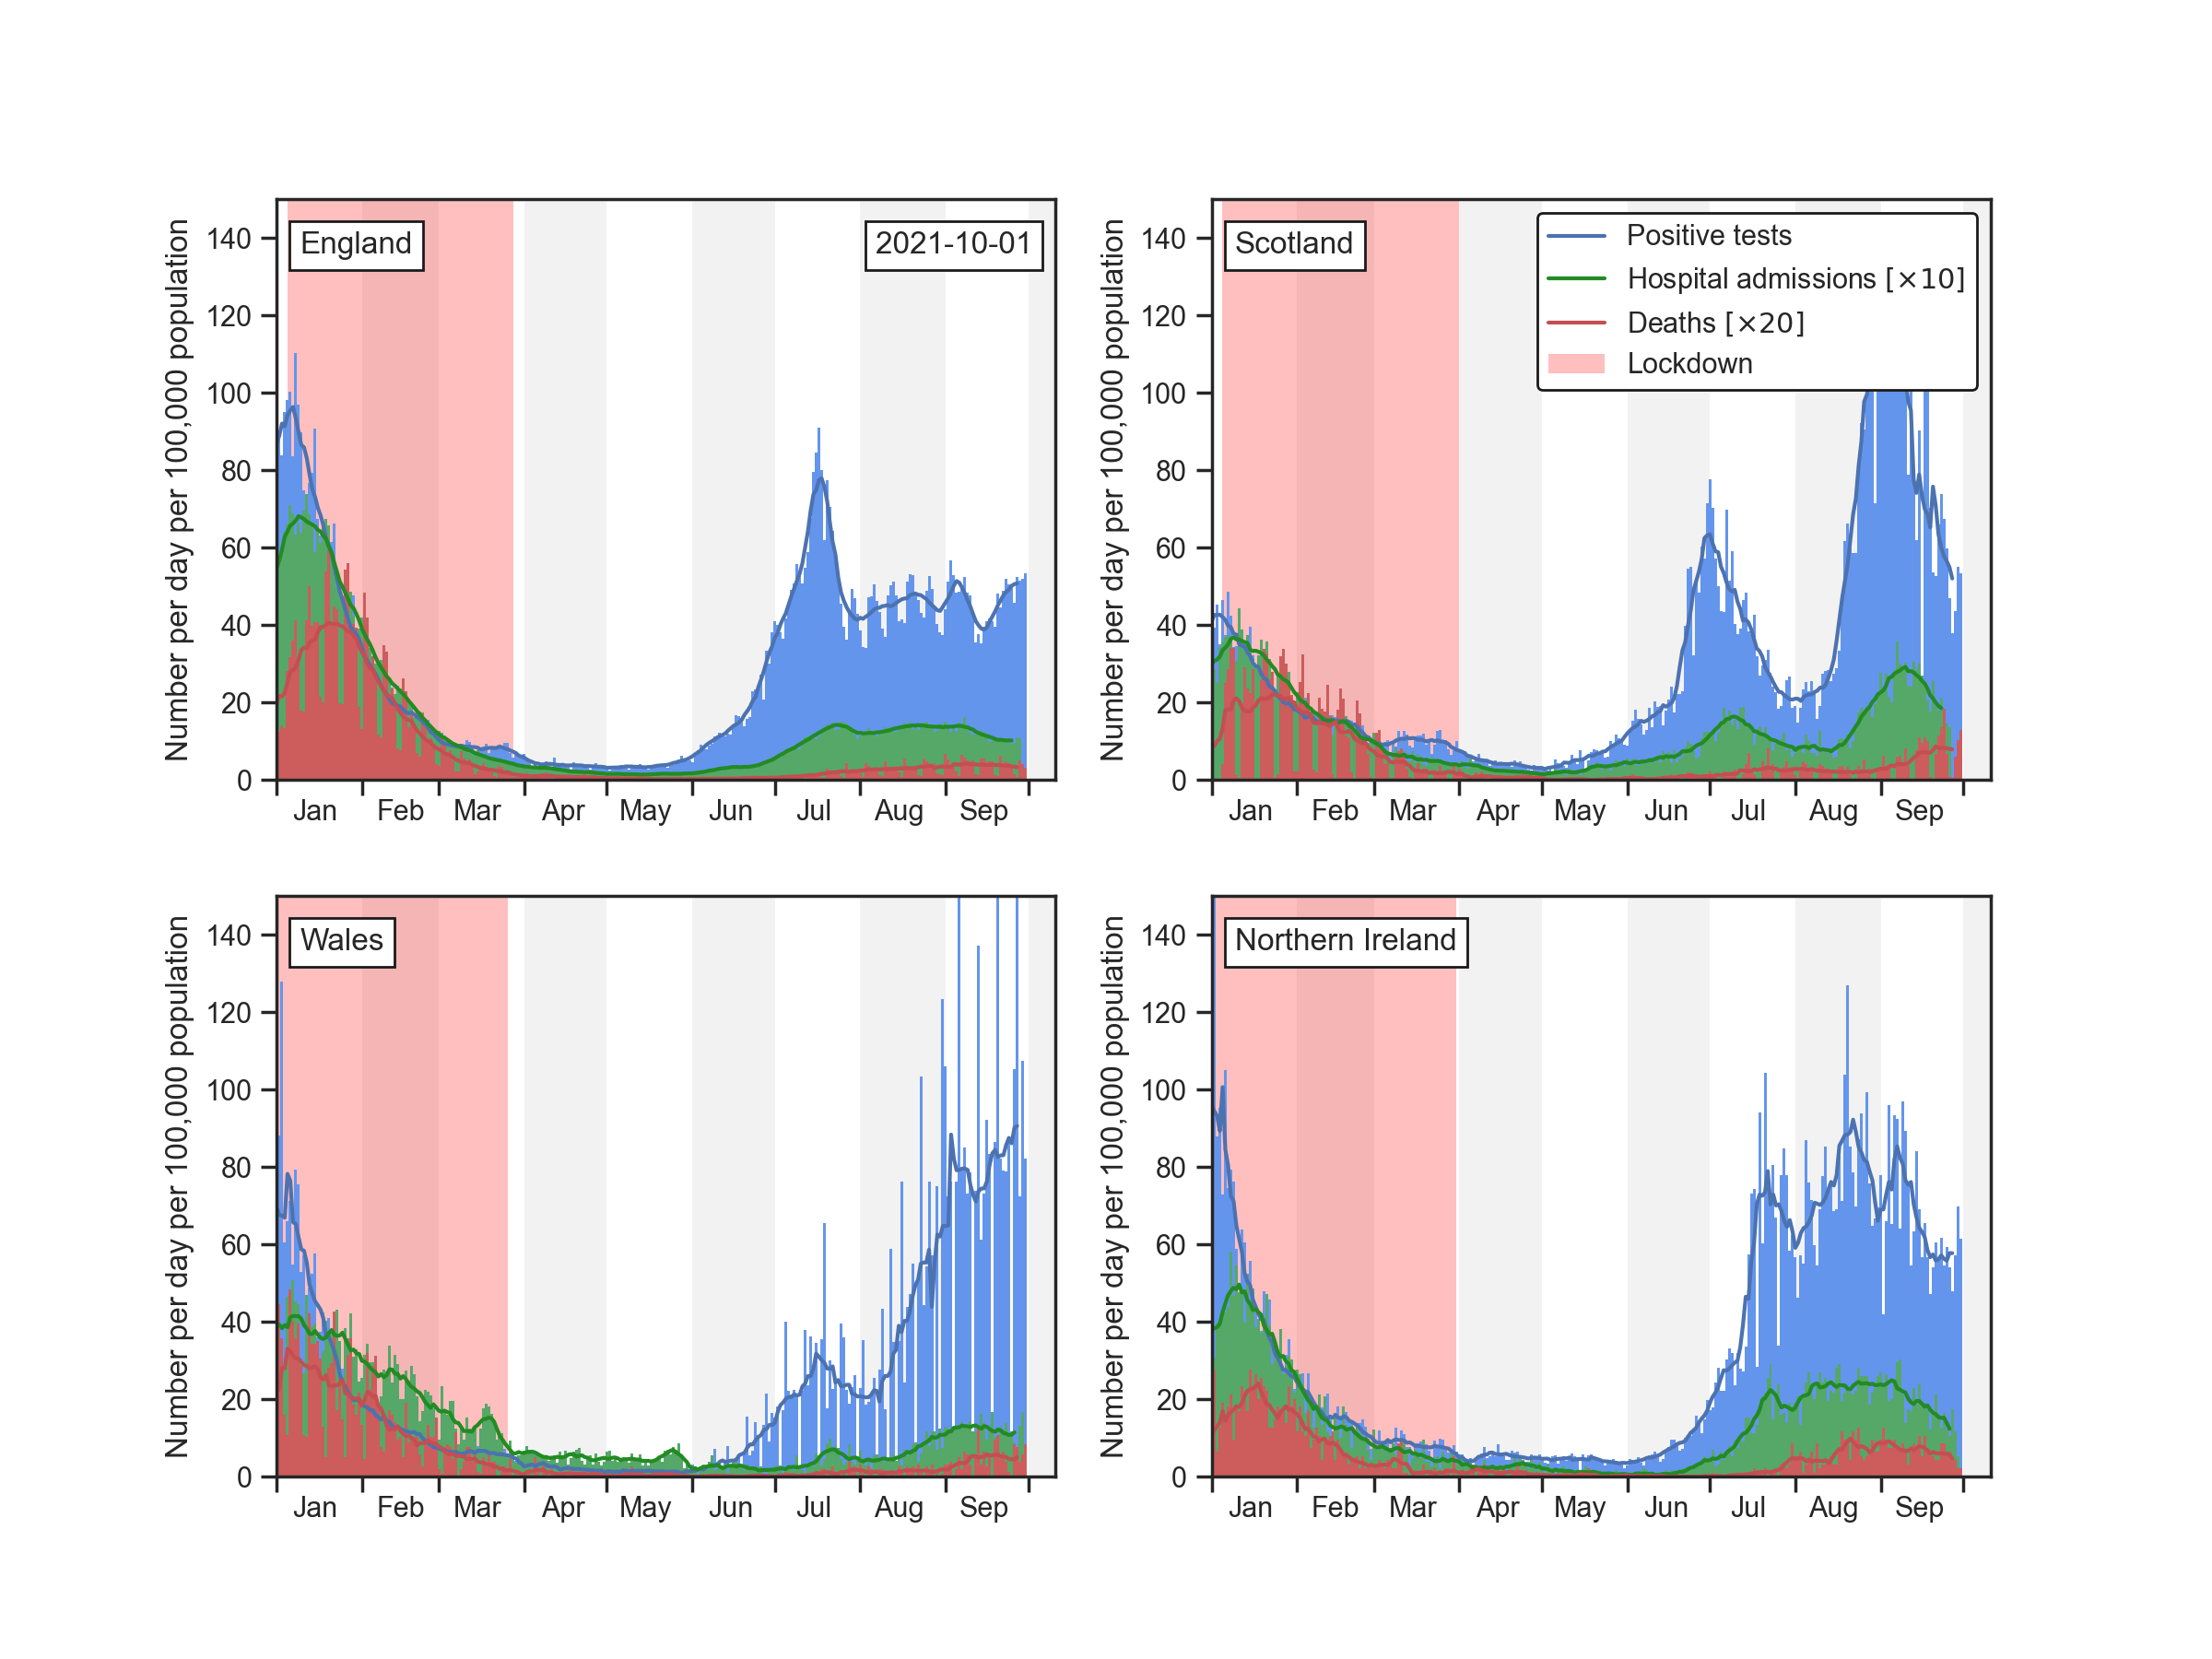 Number per day per 100,000 population
140
120
100
80
60
40
20
0
England
2021-10-01
Jan Feb Mar Apr May Jun Jul Aug Sep
Number per day per 100,000 population
140
120
100
80
60
40
20
0
Scotland
Positive tests
Hospital admissions [×10]
Deaths [×20]
Lockdown
Jan Feb Mar Apr May Jun Jul Aug Sep
Number per day per 100,000 population
140
120
100
80
60
40
20
0
Wales
Jan Feb Mar Apr May Jun Jul Aug Sep
Number per day per 100,000 population
140
120
100
80
60
40
20
0
Northern Ireland
Jan Feb Mar Apr May Jun Jul Aug Sep